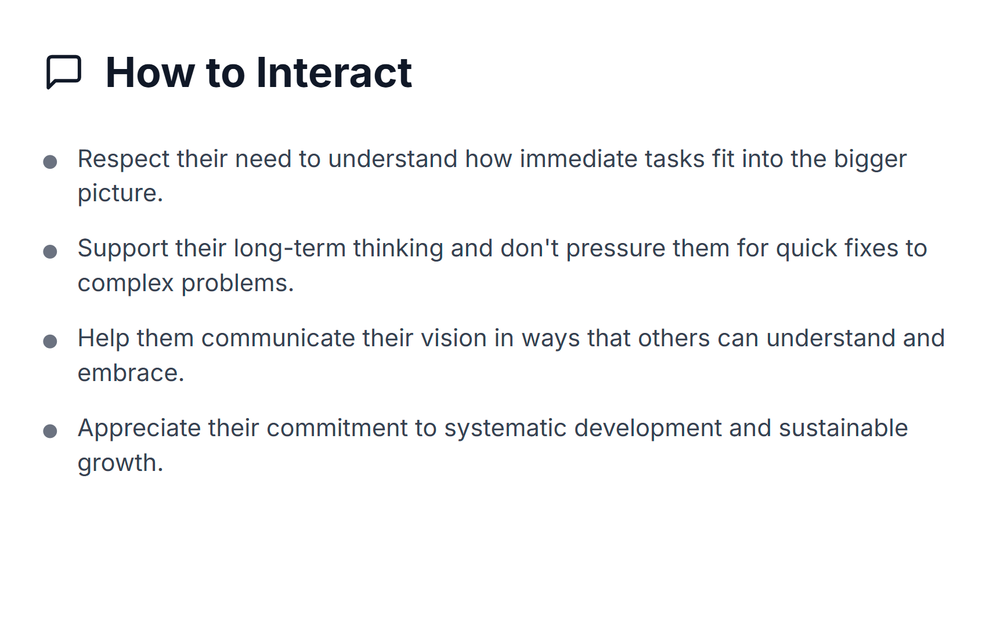 How to Interact
Respect their need to understand how immediate tasks fit into the bigger
picture.
Support their long-term thinking and don't pressure them for quick fixes to
complex problems.
Help them communicate their vision in ways that others can understand and
embrace.
Appreciate their commitment to systematic development and sustainable
growth.